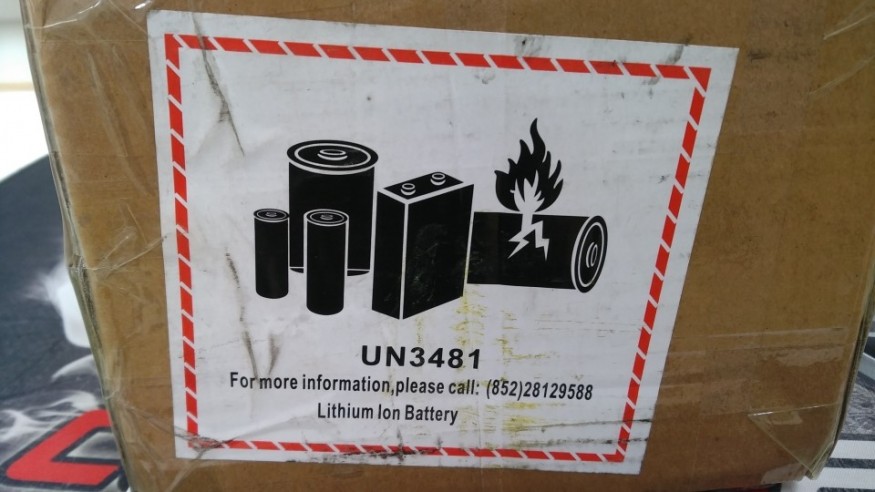 UN3481
For more information,please call: (852)28129588
Lithium Ion Battery